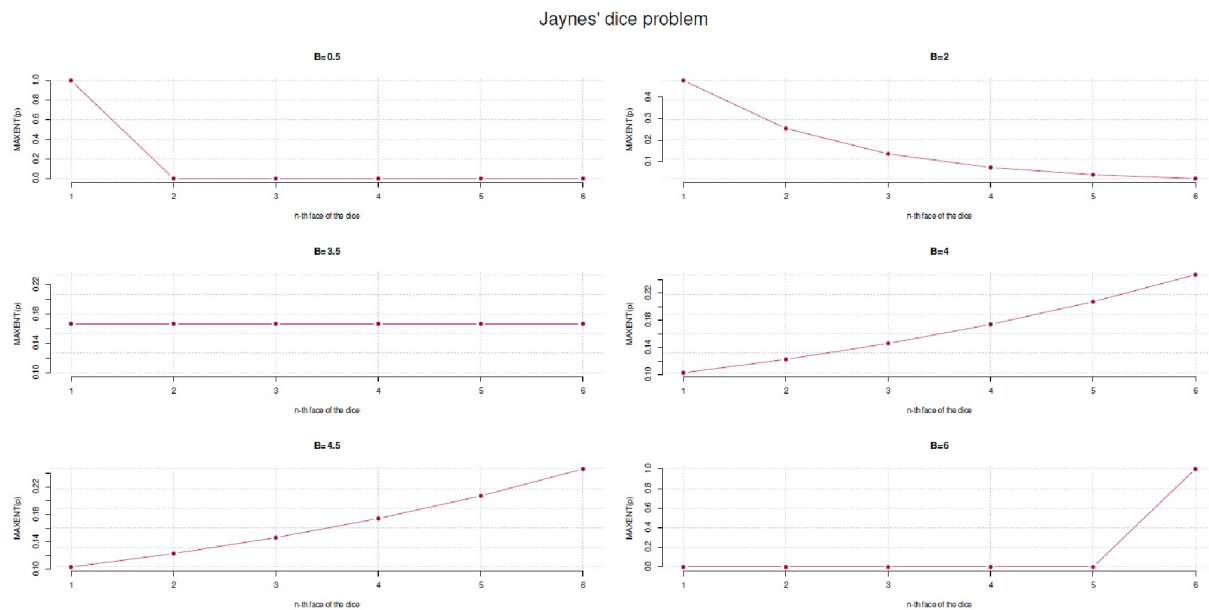 Jaynes' dice problem
B=0.5
MAXENT(p)
0.0 0.2 0.4 0.6 0.8 1.0
1 2 3 4 5 6
n-th face of the dice
B=2
MAXENT(p)
0.1 0.2 0.3 0.4
1 2 3 4 5 6
n-th face of the dice
B=3.5
MAXENT(p)
0.10 0.14 0.18 0.22
1 2 3 4 5 6
n-th face of the dice
B=4
MAXENT(p)
0.10 0.14 0.18 0.22
1 2 3 4 5 6
n-th face of the dice
B=4.5
MAXENT(p)
0.10 0.14 0.18 0.22
1 2 3 4 5 6
n-th face of the dice
B=6
MAXENT(p)
0.0 0.2 0.4 0.6 0.8 1.0
1 2 3 4 5 6
n-th face of the dice